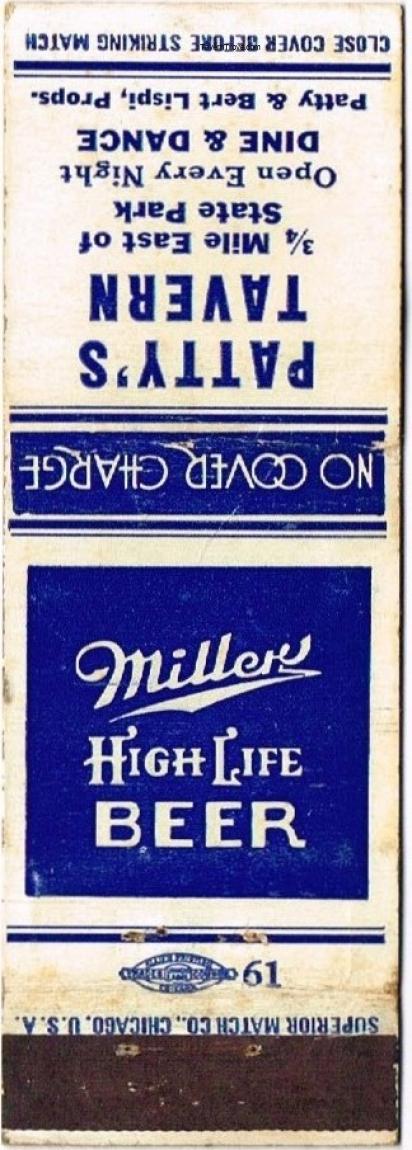 CLOSE COVER BEFORE STRIKING MATCH
Patty & Bert Lispi, Props.
DINE & DANCE
Open Every Night
State Park
¾ Mile East of
TAVERN
PATTY'S
NO COVER CHARGE
Miller
HIGH LIFE
BEER
61
SUPERIOR MATCH CO., CHICAGO, U.S.A.